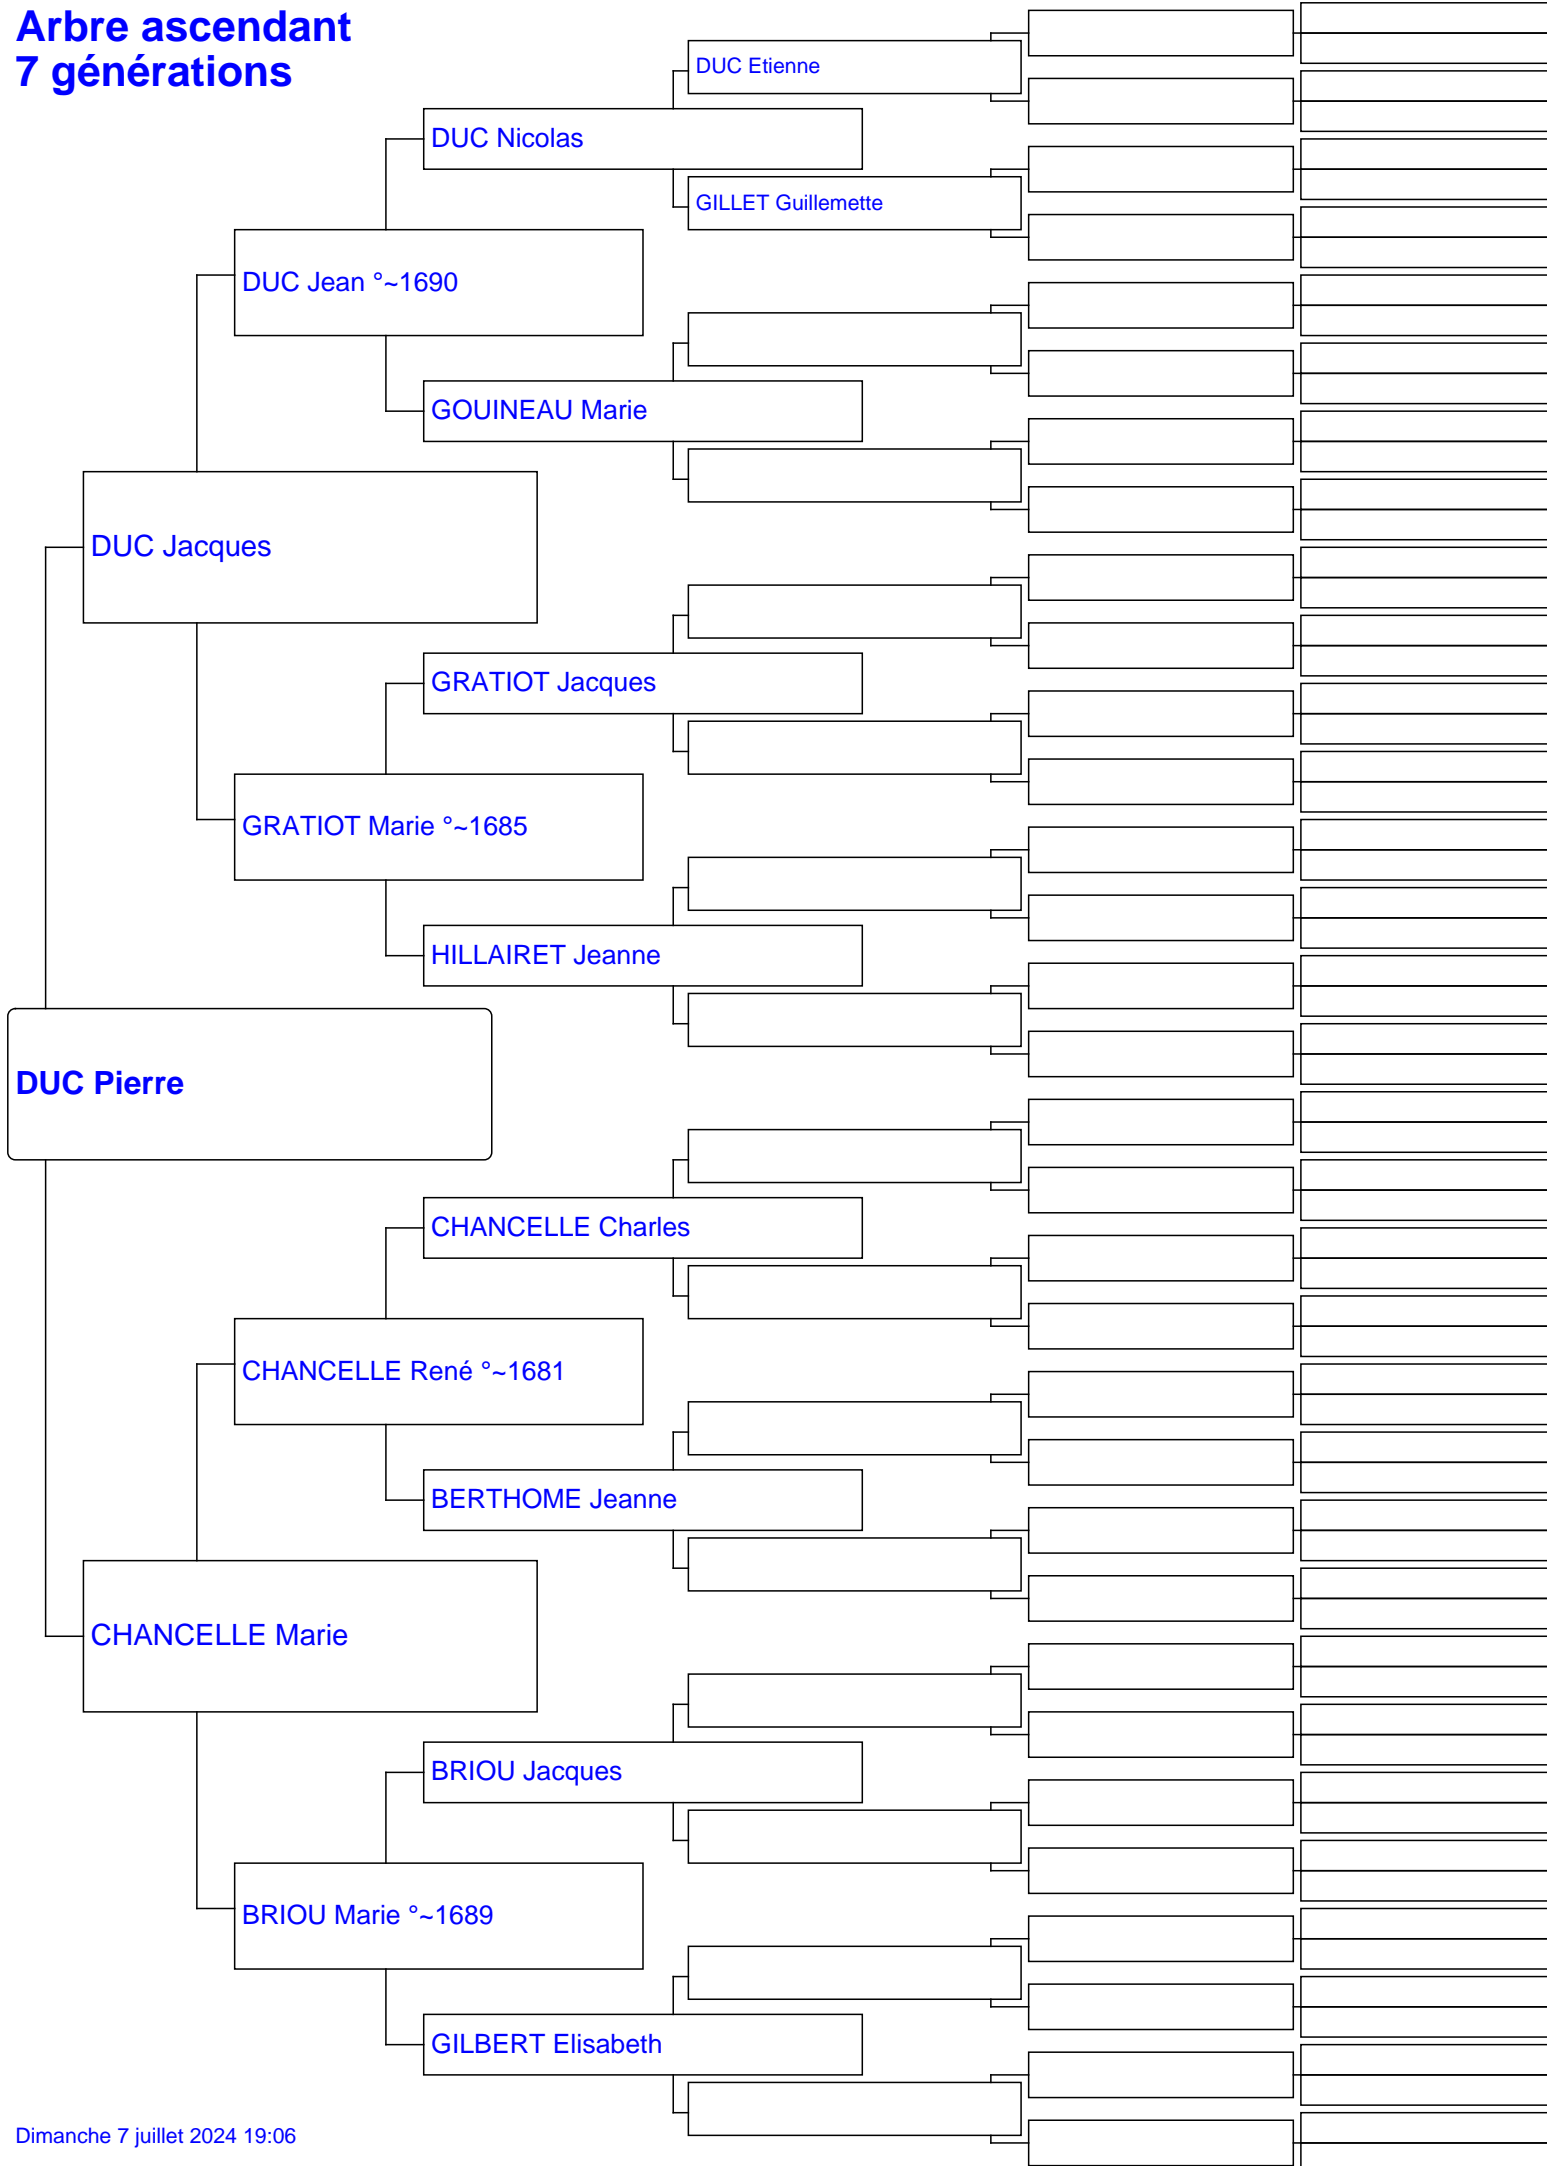 Arbre ascendant
7 générations
DUC Etienne
DUC Nicolas
GILLET Guillemette
DUC Jean °~1690
GOUINEAU Marie
DUC Jacques
GRATIOT Jacques
GRATIOT Marie °~1685
HILLAIRET Jeanne
DUC Pierre
CHANCELLE Charles
CHANCELLE René °~1681
BERTHOME Jeanne
CHANCELLE Marie
BRIOU Jacques
BRIOU Marie °~1689
GILBERT Elisabeth
Dimanche 7 juillet 2024 19:06